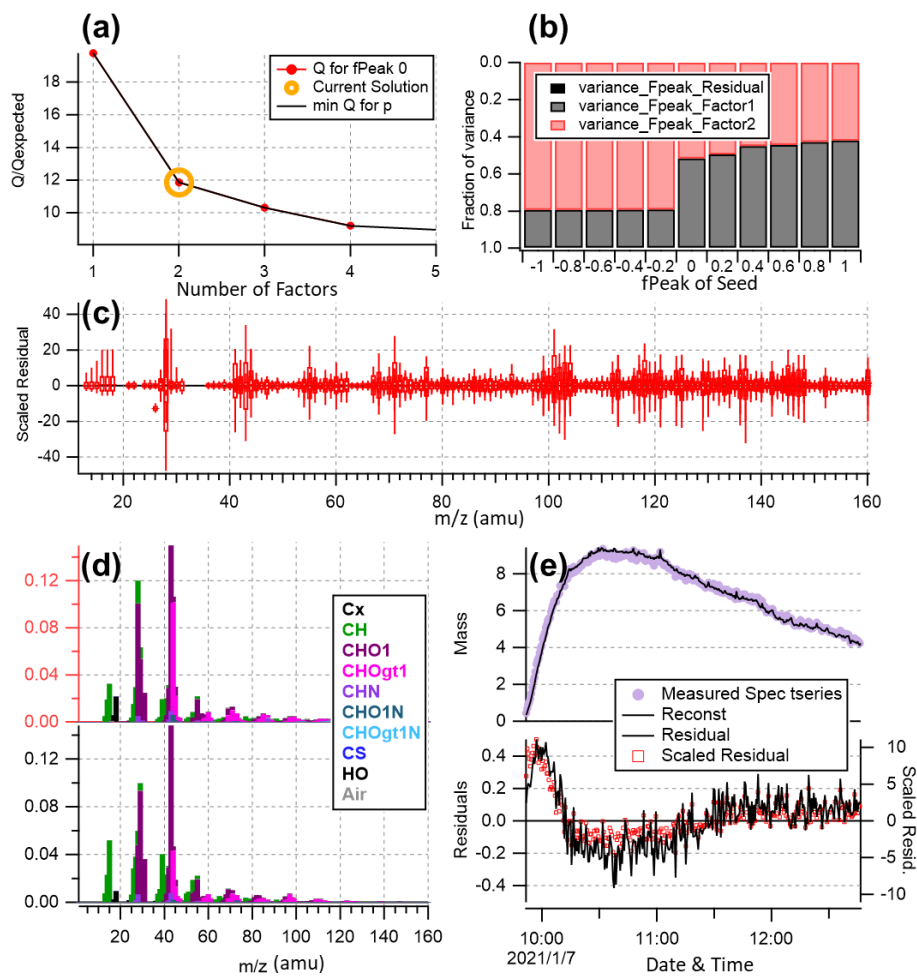 (a)
Q/Qexpected
18
16
14
12
10
Q for fPeak 0
Current Solution
min Q for p
1 2 3 4 5
Number of Factors
(b)
Fraction of variance
0.0
0.2
0.4
0.6
0.8
1.0
variance_Fpeak_Residual
variance_Fpeak_Factor1
variance_Fpeak_Factor2
-1 -0.8 -0.6 -0.4 -0.2 0 0.2 0.4 0.6 0.8 1
fPeak of Seed
(c)
Scaled Residual
40
20
0
-20
-40
20 40 60 80 100 120 140 160
m/z (amu)
(d)
0.12
0.08
0.04
0.00
0.12
0.08
0.04
0.00
Cx
CH
CHO1
CHOgt1
CHN
CHO1N
CHOgt1N
CS
HO
Air
20 40 60 80 100 120 140 160
m/z (amu)
(e)
Mass
8
6
4
2
0
Measured Spec tseries
Reconst
Residual
Scaled Residual
Residuals
0.4
0.2
0.0
-0.2
-0.4
10
5
0
-5
-10
Scaled Resid.
10:00 11:00 12:00
2021/1/7
Date & Time